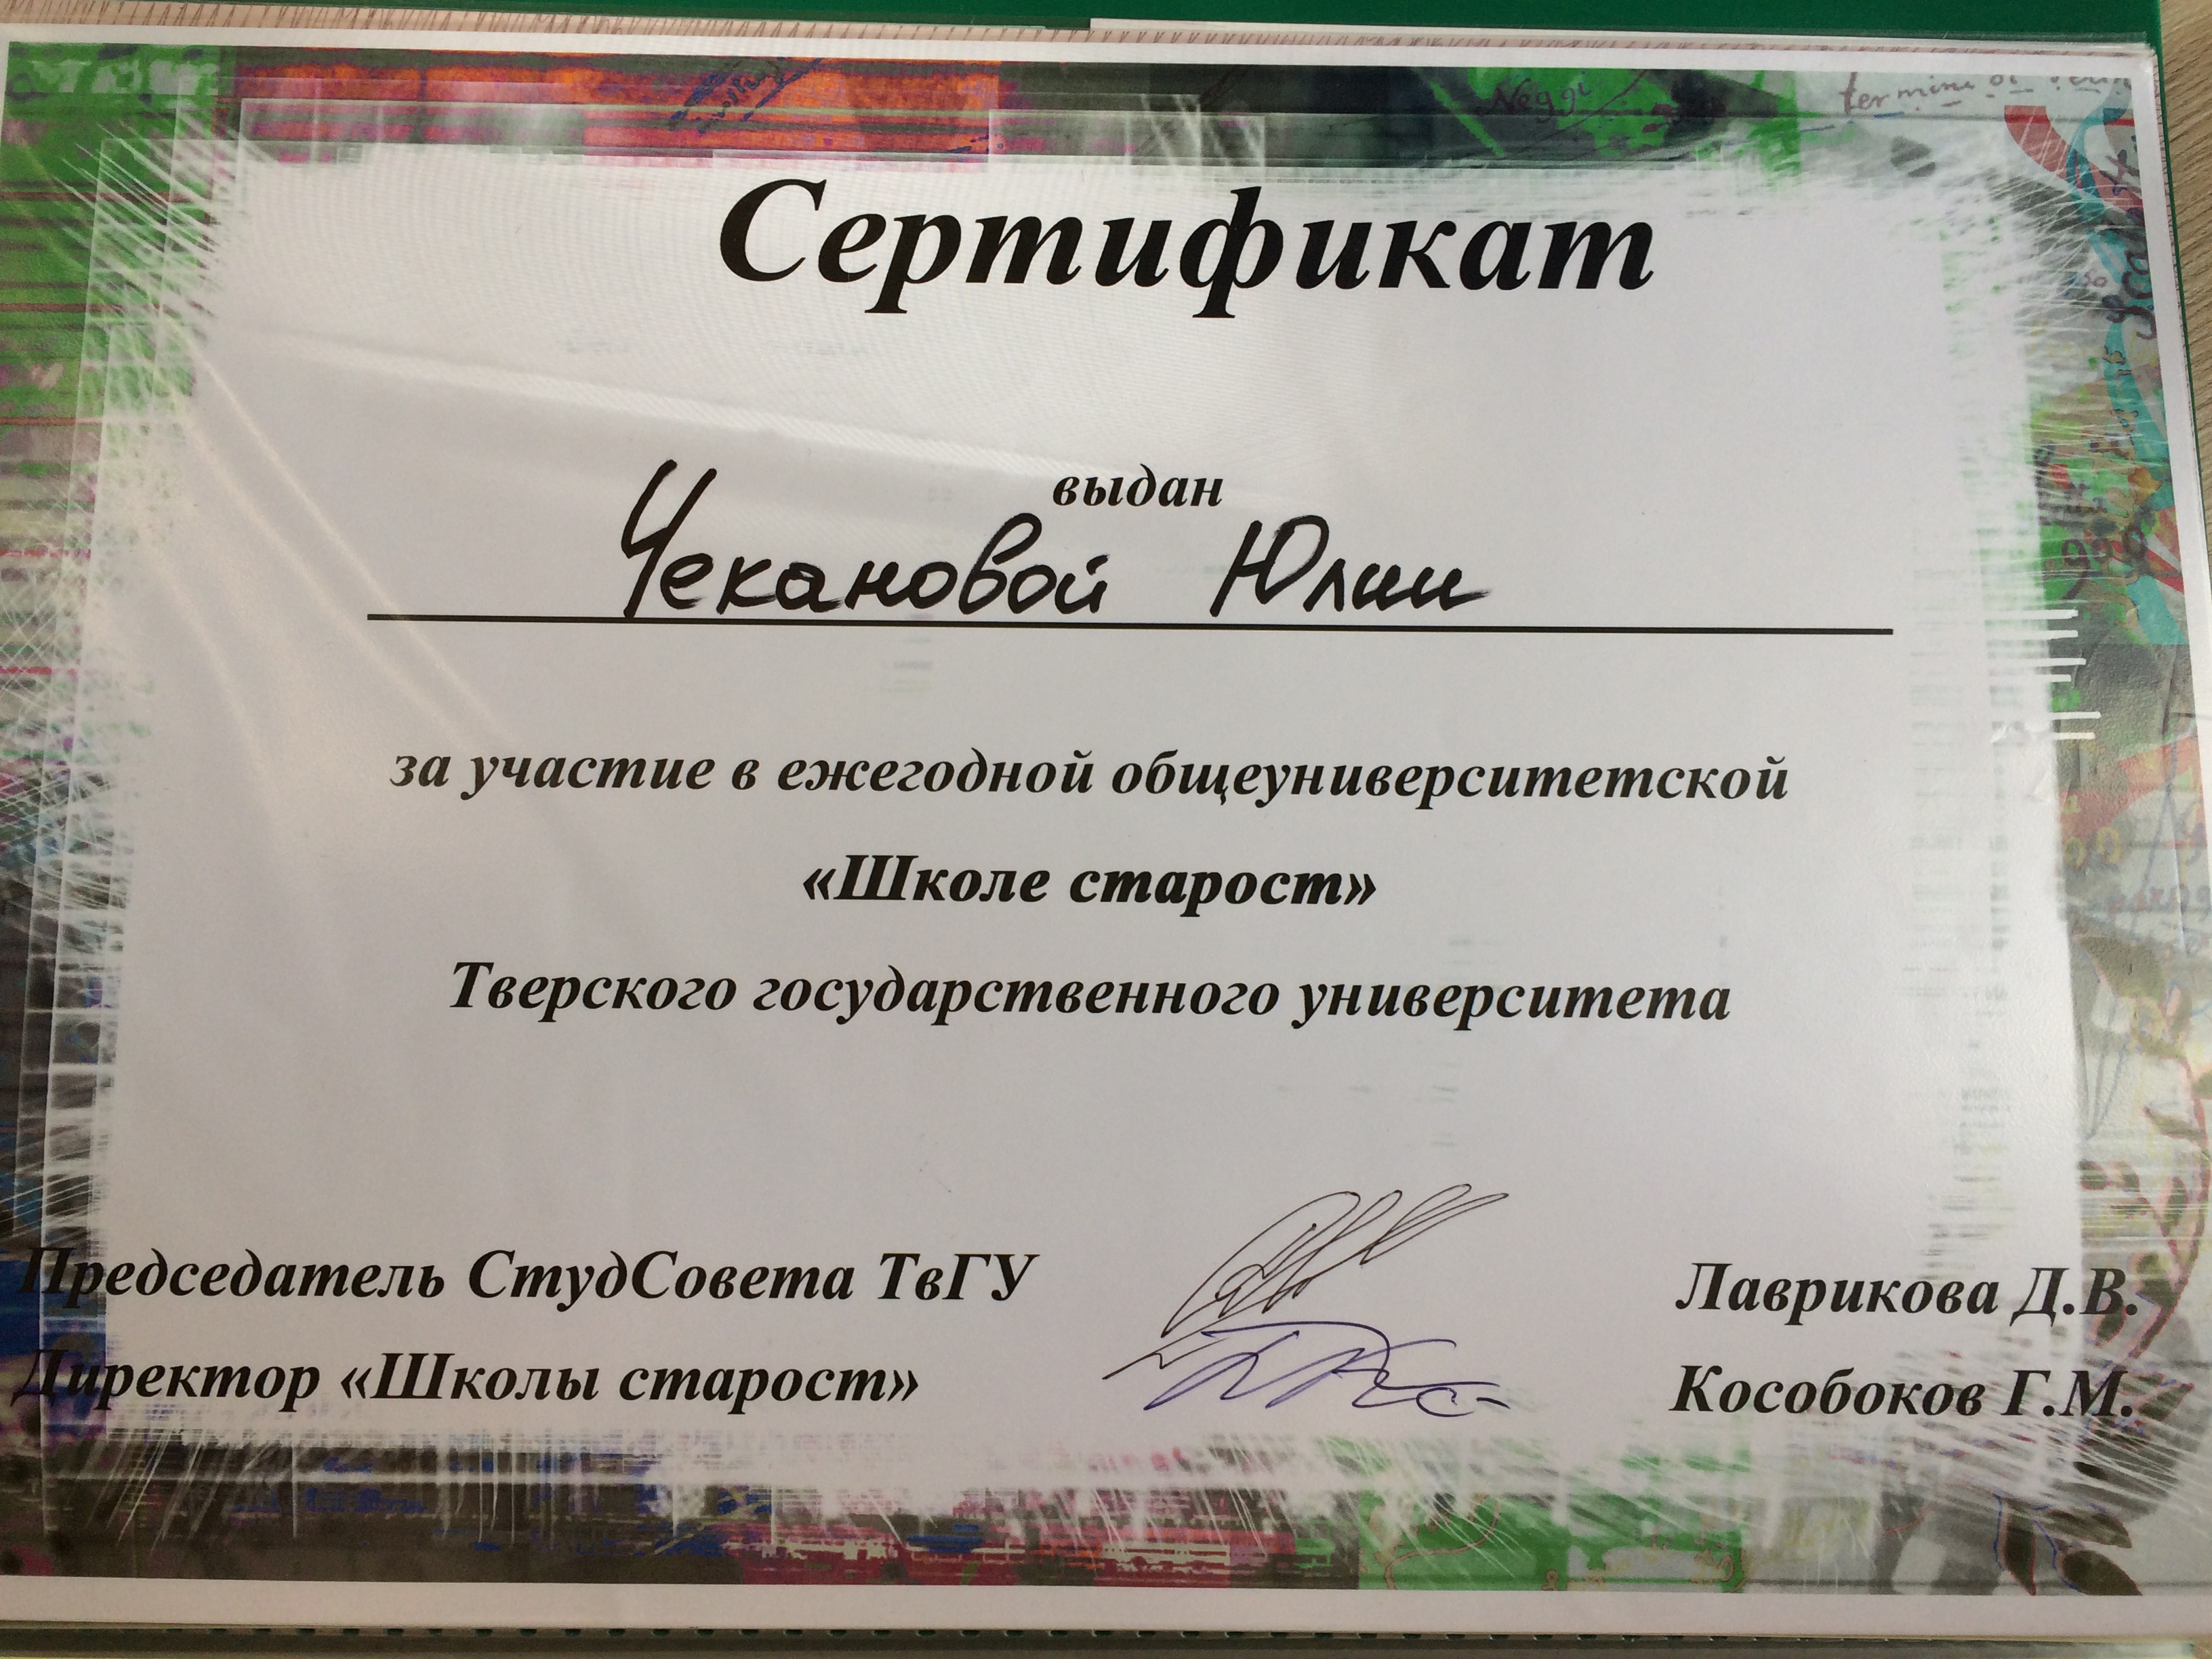 Сертификат
выдан
Чекановой Юлии
за участие в ежегодной общеуниверситетской
«Школе старост»
Тверского государственного университета
Председатель СтудСовета ТвГУ Лаврикова Д.В.
Директор «Школы старост» Кособоков Г.М.
Neggi